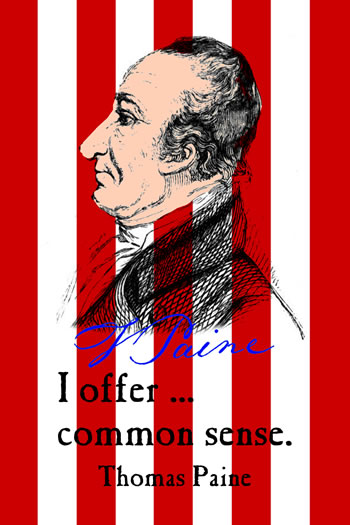 T Paine
I offer ...
common sense.
Thomas Paine